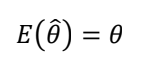 E(θ̂) = θ